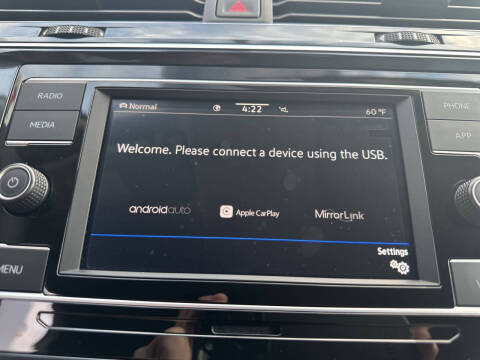 RADIO
MEDIA
MENU
PHONE
APP
Normal
4:22
60 °F
Welcome. Please connect a device using the USB.
androidauto
Apple CarPlay
MirrorLink
Settings